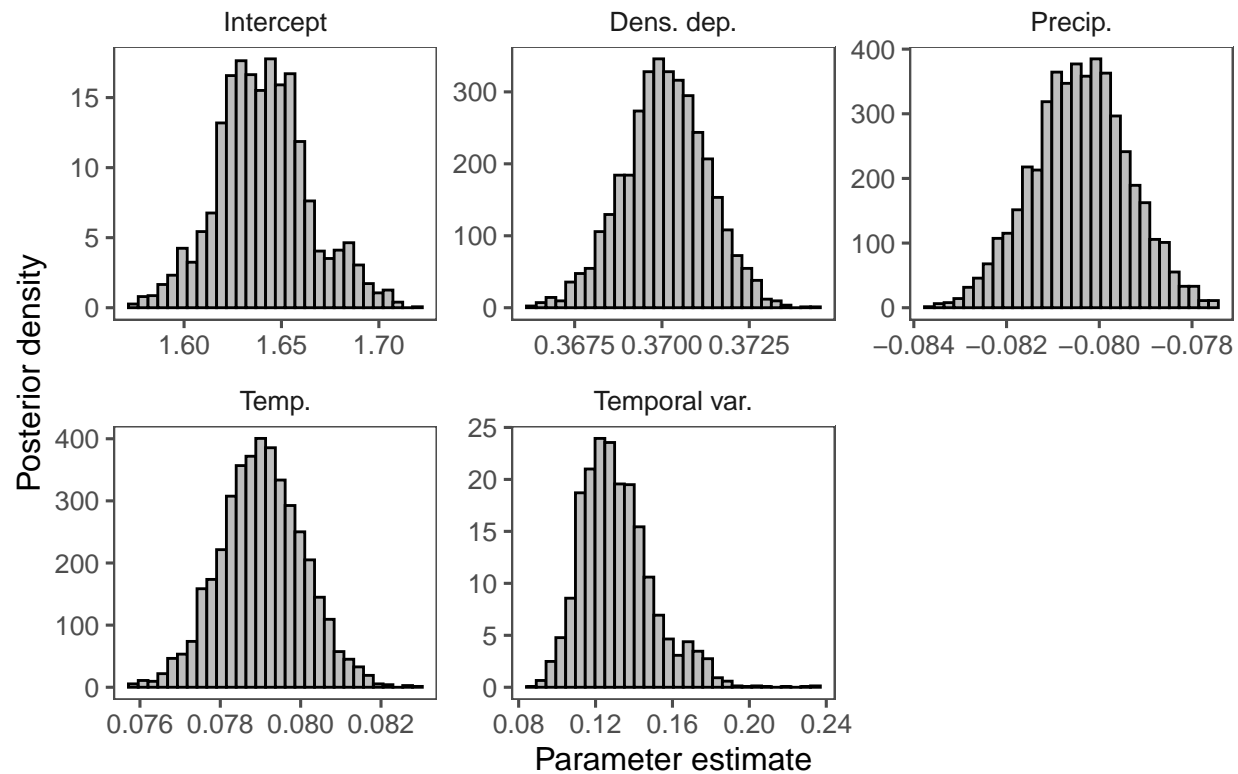 Intercept
Dens. dep.
Precip.
15
10
5
0
1.60 1.65 1.70
300
200
100
0
0.3675 0.3700 0.3725
400
300
200
100
0
−0.084 −0.082 −0.080 −0.078
Posterior density
Temp.
Temporal var.
400
300
200
100
0
0.076 0.078 0.080 0.082
25
20
15
10
5
0
0.08 0.12 0.16 0.20 0.24
Parameter estimate